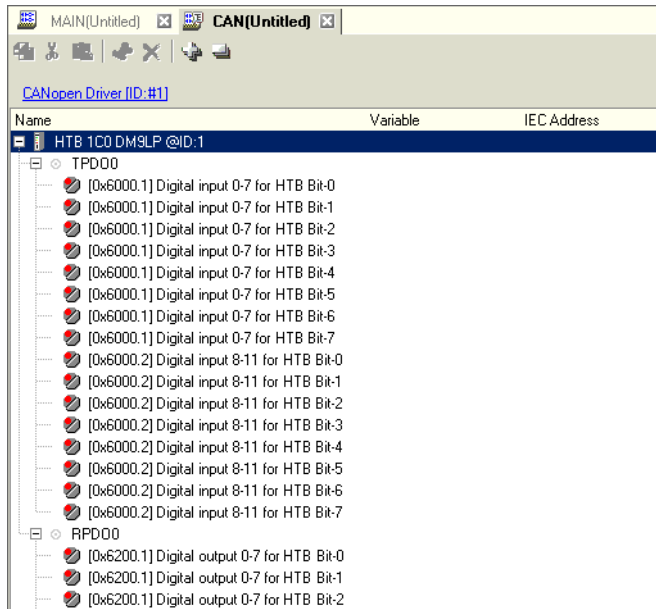 MAIN(Untitled) CAN(Untitled)
CANopen Driver [ID:#1]
Name Variable IEC Address
HTB 1C0 DM9LP @ID:1
TPDO0
[0x6000.1] Digital input 0-7 for HTB Bit-0
[0x6000.1] Digital input 0-7 for HTB Bit-1
[0x6000.1] Digital input 0-7 for HTB Bit-2
[0x6000.1] Digital input 0-7 for HTB Bit-3
[0x6000.1] Digital input 0-7 for HTB Bit-4
[0x6000.1] Digital input 0-7 for HTB Bit-5
[0x6000.1] Digital input 0-7 for HTB Bit-6
[0x6000.1] Digital input 0-7 for HTB Bit-7
[0x6000.2] Digital input 8-11 for HTB Bit-0
[0x6000.2] Digital input 8-11 for HTB Bit-1
[0x6000.2] Digital input 8-11 for HTB Bit-2
[0x6000.2] Digital input 8-11 for HTB Bit-3
[0x6000.2] Digital input 8-11 for HTB Bit-4
[0x6000.2] Digital input 8-11 for HTB Bit-5
[0x6000.2] Digital input 8-11 for HTB Bit-6
[0x6000.2] Digital input 8-11 for HTB Bit-7
RPDO0
[0x6200.1] Digital output 0-7 for HTB Bit-0
[0x6200.1] Digital output 0-7 for HTB Bit-1
[0x6200.1] Digital output 0-7 for HTB Bit-2